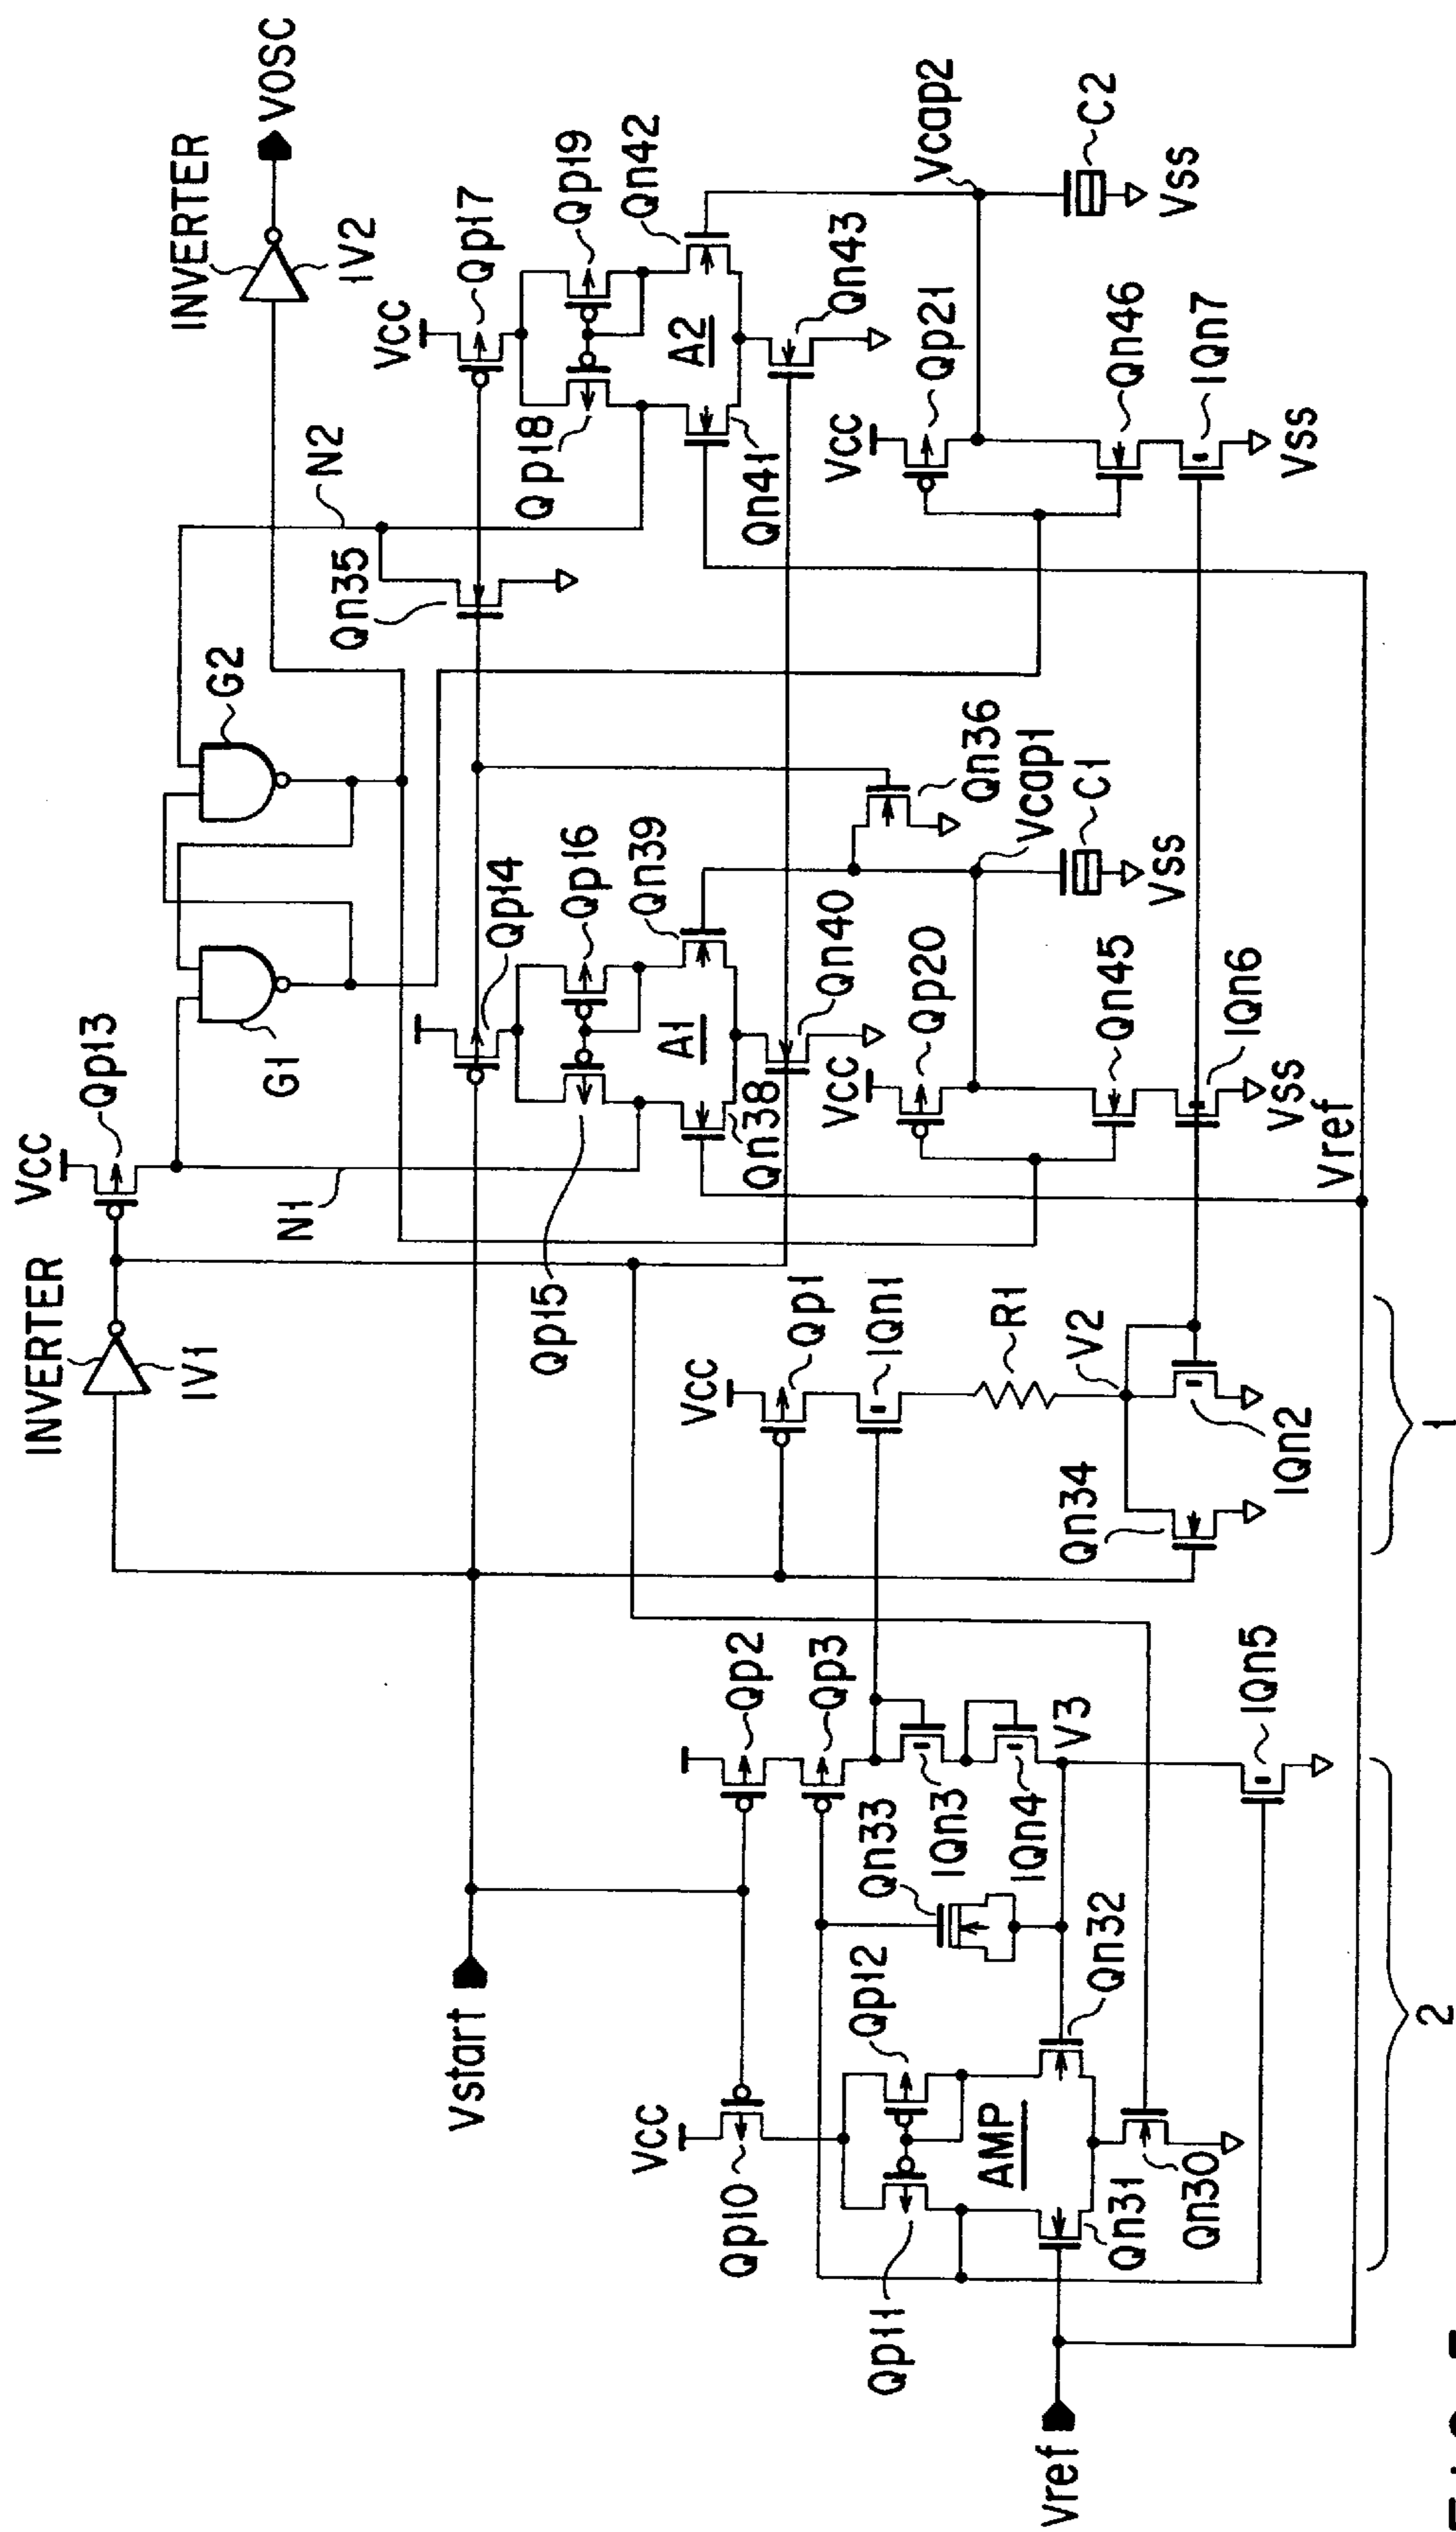 INVERTER
IV1
VCC
Qp13
G1
G2
INVERTER
IV2
VOSC
N1
N2
Vstart
Qn35
VCC
Qp17
Qp14
Qp15
Qp16
A1
Qn38
Qn39
Qn40
Qp18
Qp19
A2
Qn41
Qn42
Qn43
Qn36
Vcap1
C1
Vss
Vcap2
C2
Vss
VCC
Qp20
Qn45
IQn6
Vss
VCC
Qp21
Qn46
IQn7
Vss
VCC
Qp10
Qp11
Qp12
AMP
Qn31
Qn30
Qn32
Qn33
Qp2
Qp3
IQn3
IQn4
V3
IQn5
VCC
Qp1
IQn1
R1
V2
Qn34
IQn2
Vref
Vref
2
1